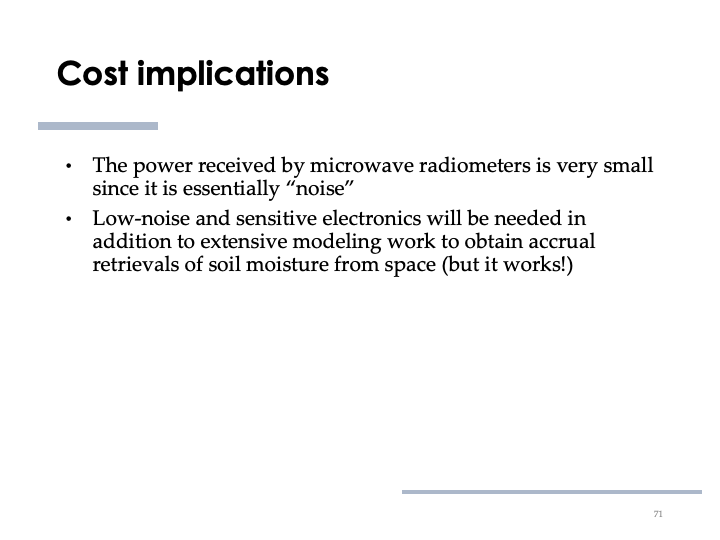 Cost implications
• The power received by microwave radiometers is very small
since it is essentially “noise”
• Low-noise and sensitive electronics will be needed in
addition to extensive modeling work to obtain accrual
retrievals of soil moisture from space (but it works!)
71